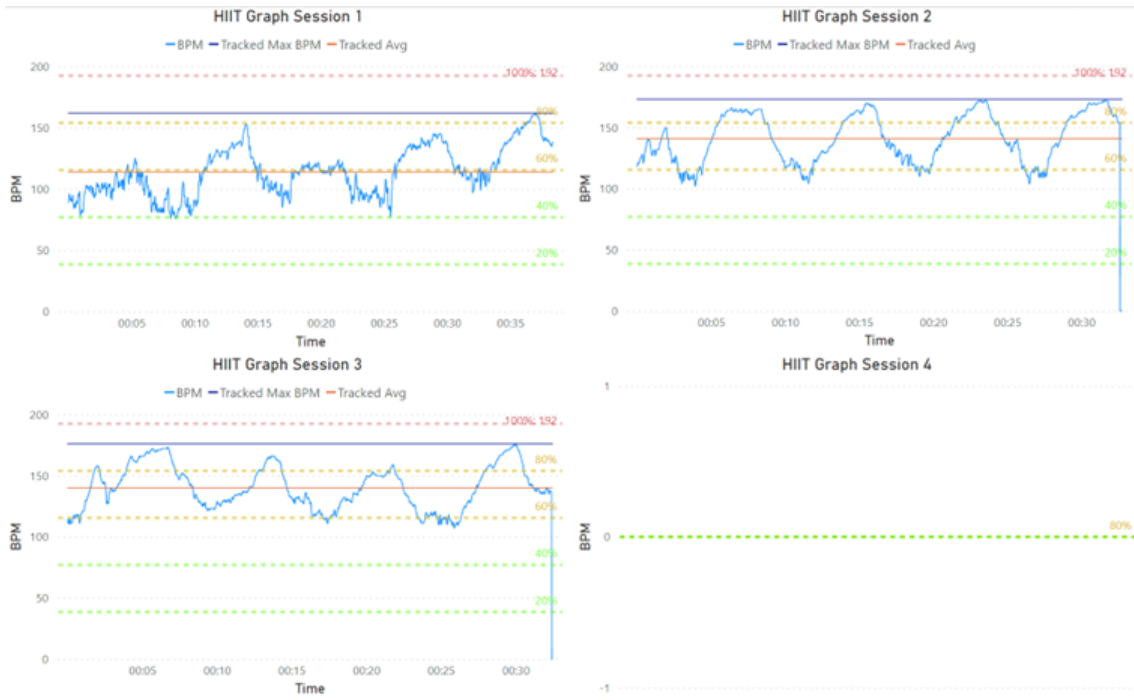 HIIT Graph Session 1
BPM Tracked Max BPM Tracked Avg
200
100%; 192
80%
150
60%
100
40%
50
20%
0
BPM
00:05 00:10 00:15 00:20 00:25 00:30 00:35
Time
HIIT Graph Session 2
BPM Tracked Max BPM Tracked Avg
200
100%; 192
80%
150
60%
100
40%
50
20%
0
BPM
00:05 00:10 00:15 00:20 00:25 00:30
Time
HIIT Graph Session 3
BPM Tracked Max BPM Tracked Avg
200
100%; 192
80%
150
60%
100
40%
50
20%
0
BPM
00:05 00:10 00:15 00:20 00:25 00:30
Time
HIIT Graph Session 4
1
80%
0
BPM
-1